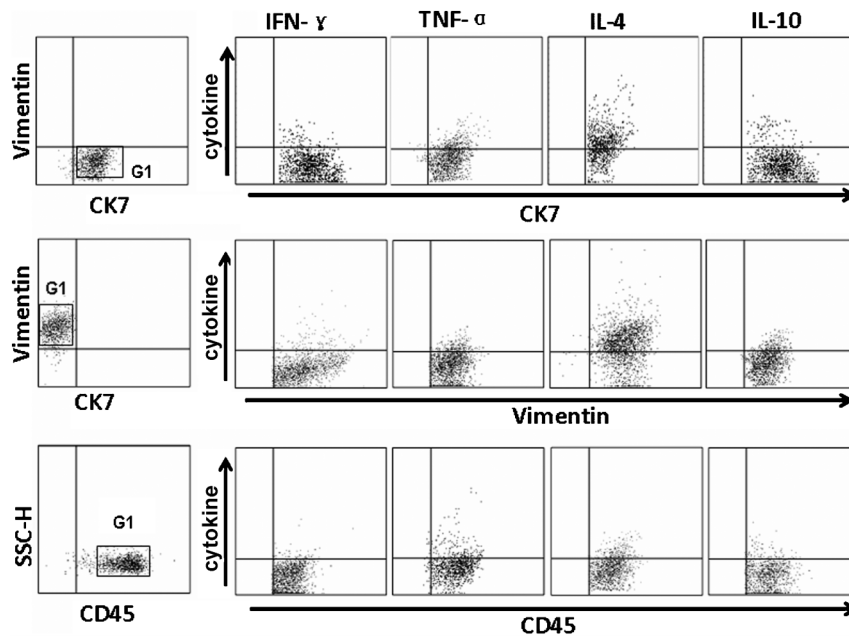 IFN- ɣ TNF- α IL-4 IL-10
Vimentin
G1
CK7
cytokine
CK7
Vimentin
G1
CK7
cytokine
Vimentin
SSC-H
G1
CD45
cytokine
CD45